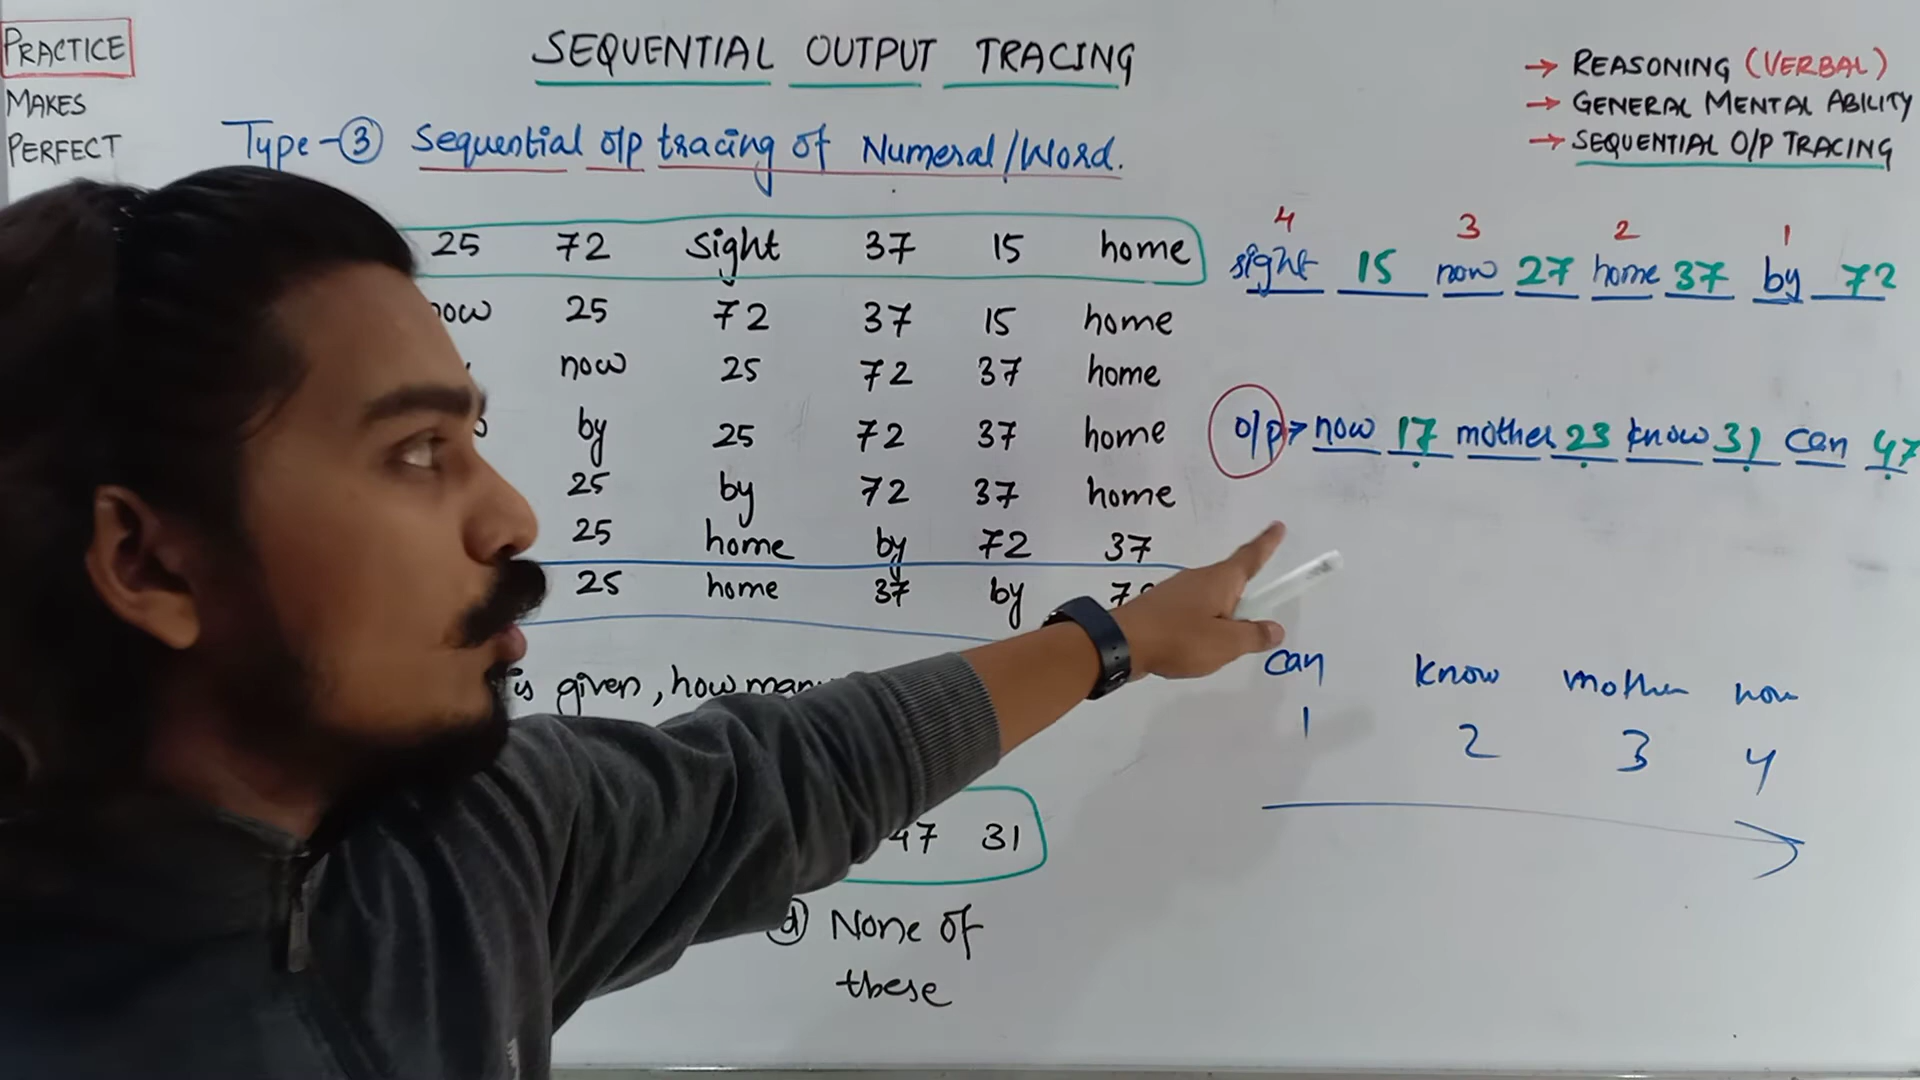 PRACTICE
MAKES
PERFECT
SEQUENTIAL OUTPUT TRACING
→ REASONING (VERBAL)
→ GENERAL MENTAL ABILITY
→ SEQUENTIAL O/P TRACING
Type-③ Sequential o/p tracing of Numeral/Word.
25 72 sight 37 15 home
now 25 72 37 15 home
now 25 72 37 home
by 25 72 37 home
25 by 72 37 home
25 home by 72 37
25 home 37 by
is given, how many
47 31
ⓓ None of
these
4 3 2 1
sight 15 now 27 home 37 by 72
o/p → now 17 mother 23 know 31 can 47
can know mother now
1 2 3 4